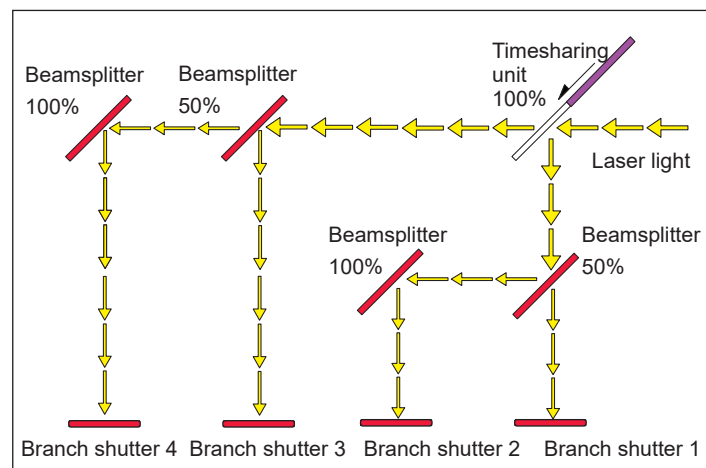 Timesharing
unit
100%
Beamsplitter
100%
Beamsplitter
50%
Laser light
Beamsplitter
100%
Beamsplitter
50%
Branch shutter 4
Branch shutter 3
Branch shutter 2
Branch shutter 1